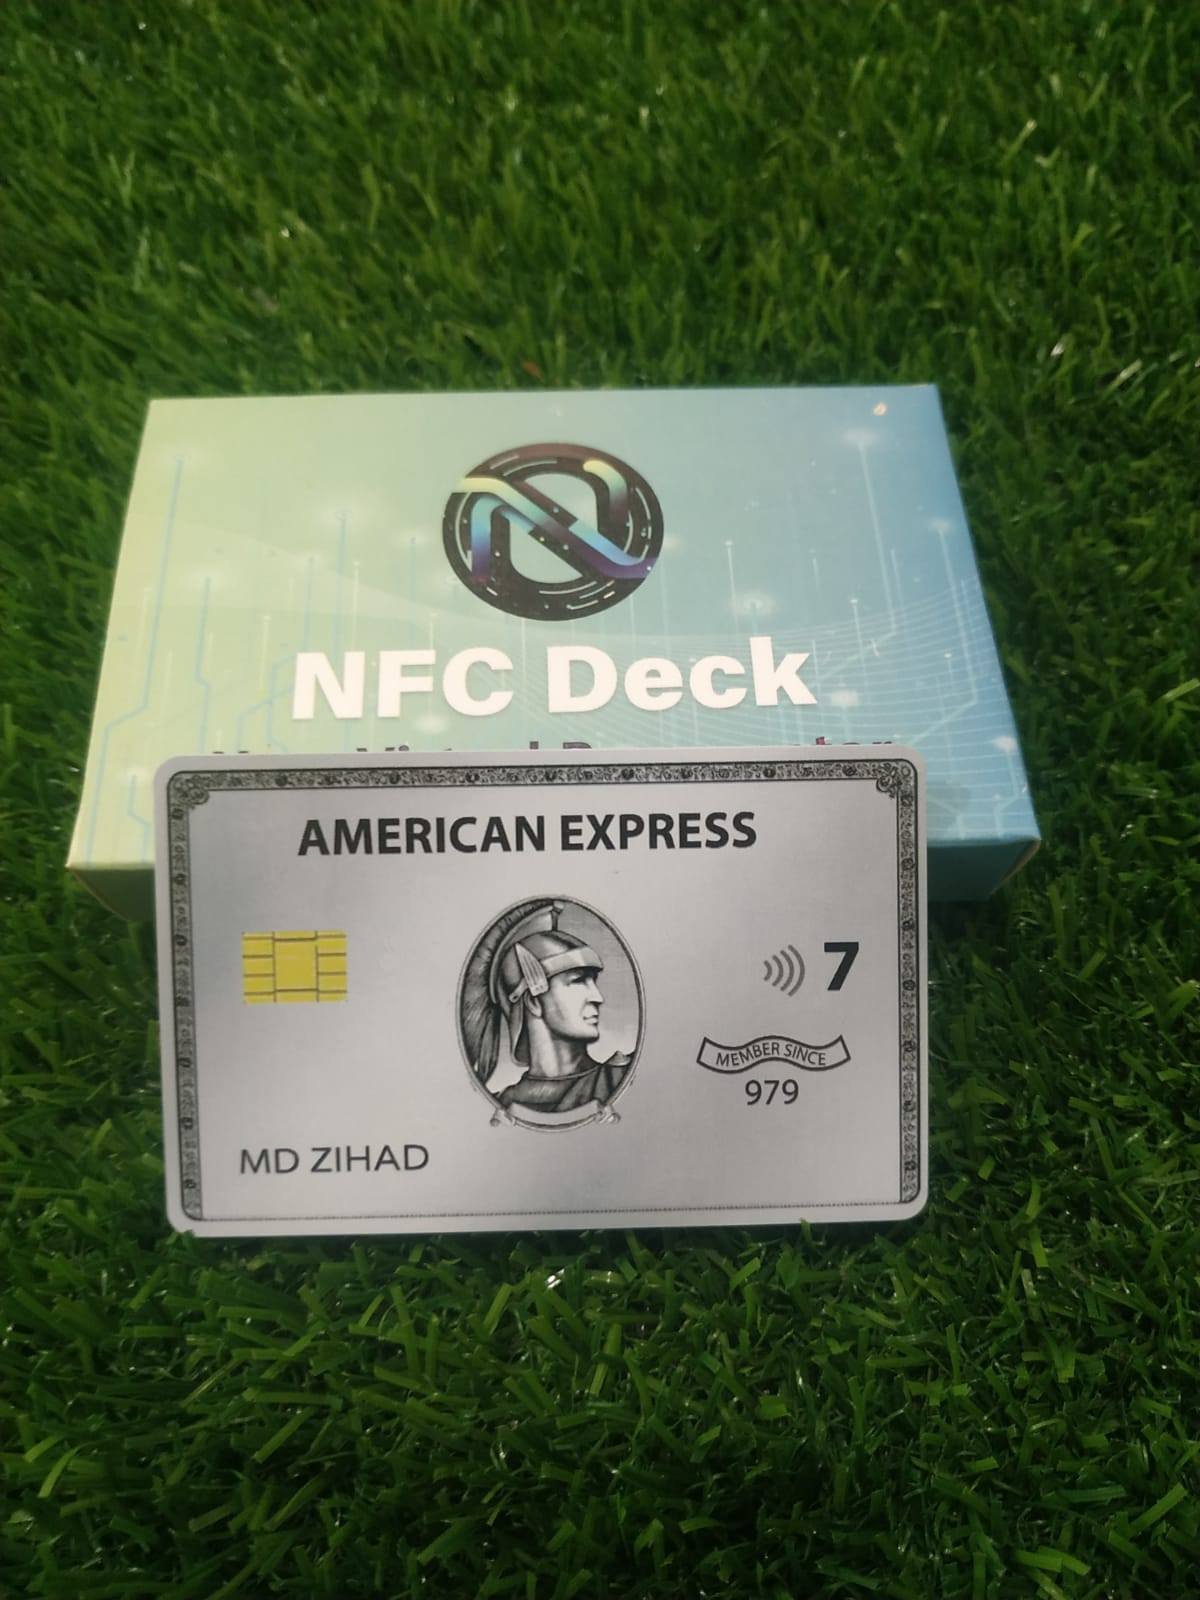 NFC Deck
AMERICAN EXPRESS
7
MEMBER SINCE
979
MD ZIHAD